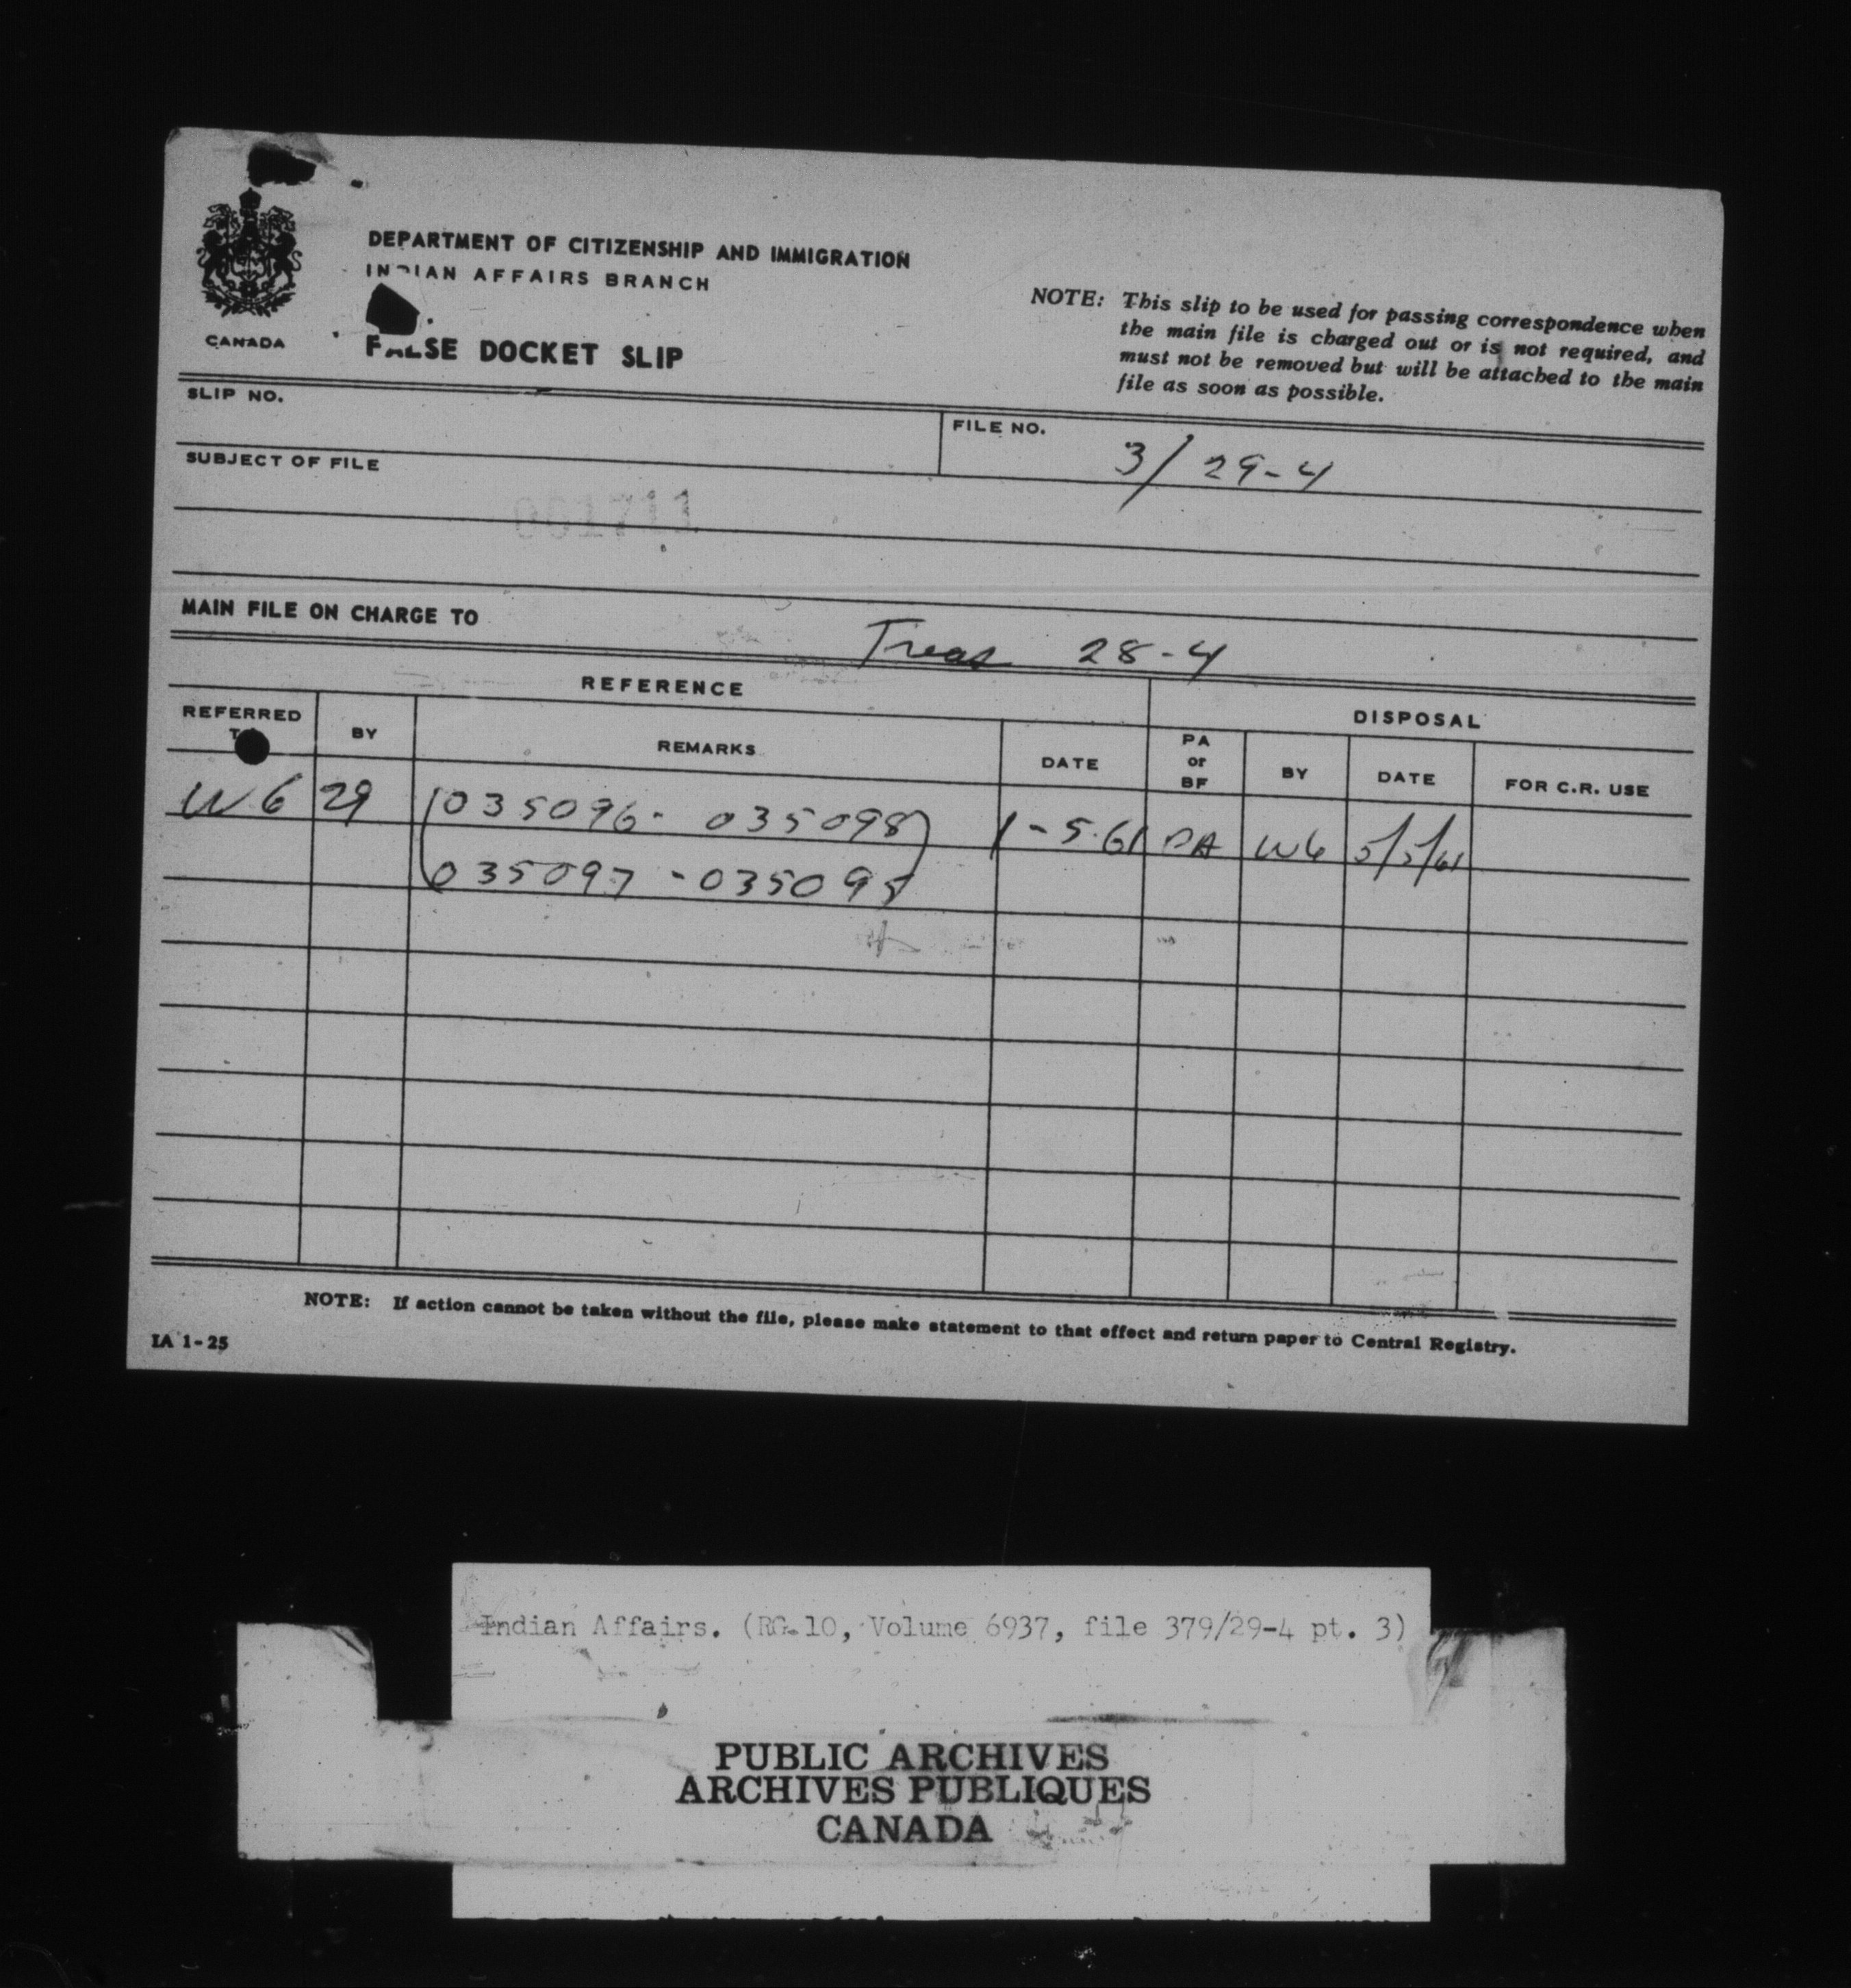 CANADA
DEPARTMENT OF CITIZENSHIP AND IMMIGRATION
INDIAN AFFAIRS BRANCH
FALSE DOCKET SLIP
NOTE: This slip to be used for passing correspondence when
the main file is charged out or is not required, and
must not be removed but will be attached to the main
file as soon as possible.
SLIP NO.
FILE NO. 3/29-4
SUBJECT OF FILE
001711
MAIN FILE ON CHARGE TO Treas 28-4
REFERENCE
DISPOSAL
REFERRED TO BY REMARKS DATE PA or BF BY DATE FOR C.R. USE
W6 29 (035096- 035098) 1-5-61 PA W6 5/5/61
035097 - 035095
NOTE: If action cannot be taken without the file, please make statement to that effect and return paper to Central Registry.
IA 1-25
Indian Affairs. (RG 10, Volume 6937, file 379/29-4 pt. 3)
PUBLIC ARCHIVES
ARCHIVES PUBLIQUES
CANADA